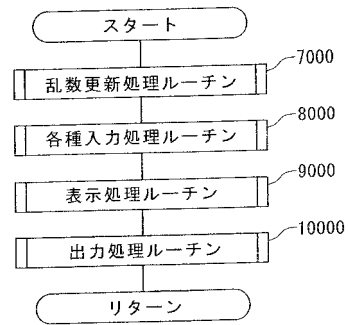 スタート
乱数更新処理ルーチン
7000
各種入力処理ルーチン
8000
表示処理ルーチン
9000
出力処理ルーチン
10000
リターン